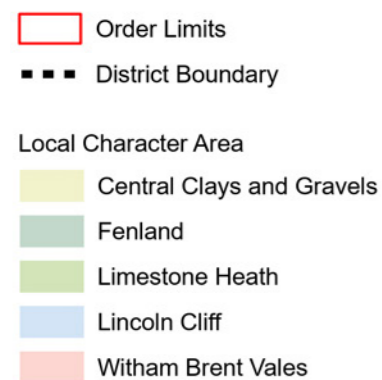 Order Limits
District Boundary
Local Character Area
Central Clays and Gravels
Fenland
Limestone Heath
Lincoln Cliff
Witham Brent Vales